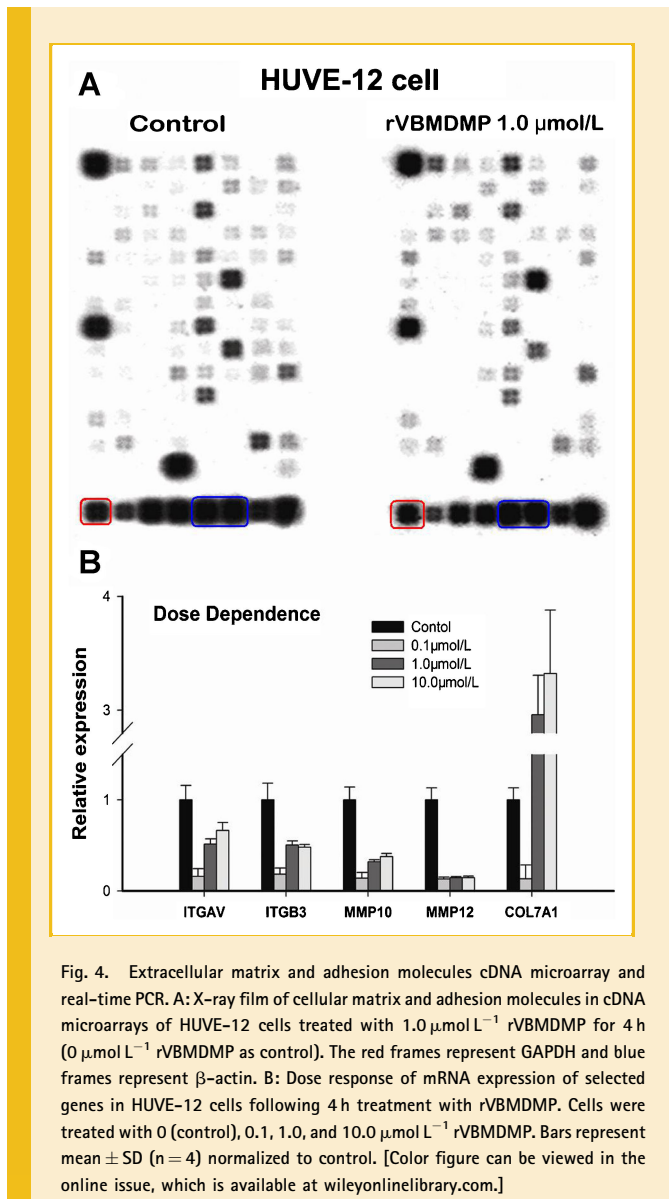 A
HUVE-12 cell
Control
rVBMDMP 1.0 µmol/L
B
4
Dose Dependence
Contol
0.1µmol/L
1.0µmol/L
10.0µmol/L
3
Relative expression
1
0
ITGAV ITGB3 MMP10 MMP12 COL7A1
Fig. 4. Extracellular matrix and adhesion molecules cDNA microarray and
real-time PCR. A: X-ray film of cellular matrix and adhesion molecules in cDNA
microarrays of HUVE-12 cells treated with 1.0 µmol L⁻¹ rVBMDMP for 4 h
(0 µmol L⁻¹ rVBMDMP as control). The red frames represent GAPDH and blue
frames represent β-actin. B: Dose response of mRNA expression of selected
genes in HUVE-12 cells following 4 h treatment with rVBMDMP. Cells were
treated with 0 (control), 0.1, 1.0, and 10.0 µmol L⁻¹ rVBMDMP. Bars represent
mean ± SD (n = 4) normalized to control. [Color figure can be viewed in the
online issue, which is available at wileyonlinelibrary.com.]